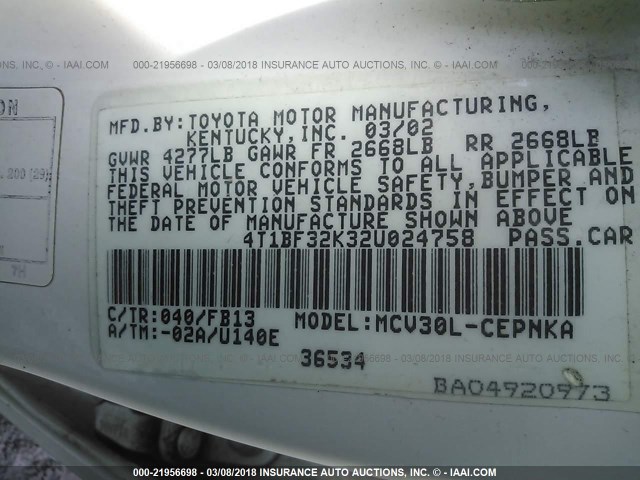 000-21956698 - 03/08/2018 - INSURANCE AUTO AUCTIONS, INC. - © IAAI.COM
MFD.BY:TOYOTA MOTOR MANUFACTURING,
KENTUCKY,INC. 03/02
GVWR 4277LB GAWR FR 2668LB RR 2668LB
THIS VEHICLE CONFORMS TO ALL APPLICABLE
FEDERAL MOTOR VEHICLE SAFETY,BUMPER AND
THEFT PREVENTION STANDARDS IN EFFECT ON
THE DATE OF MANUFACTURE SHOWN ABOVE
4T1BF32K32U024758 PASS.CAR
C/TR:040/FB13 MODEL:MCV30L-CEPNKA
A/TM:-02A/U140E
36534
BA04920973
ON
200 [29]
000-21956698 - 03/08/2018 - INSURANCE AUTO AUCTIONS, INC. - © IAAI.COM